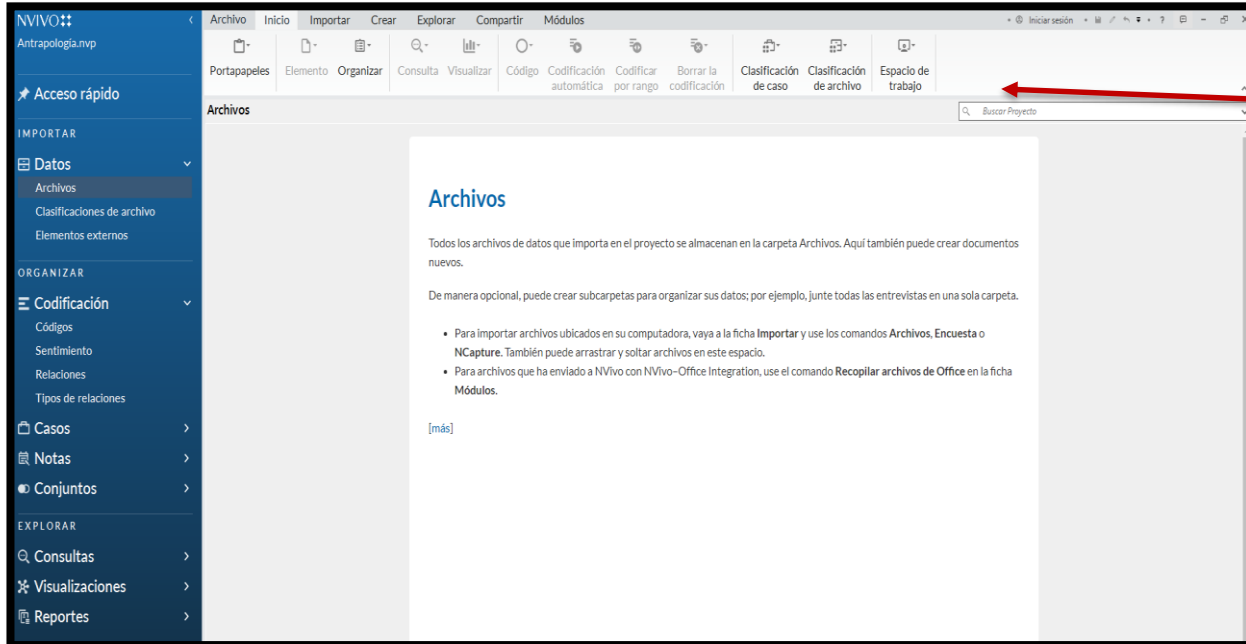 NVIVO
Antrapología.nvp
Acceso rápido
IMPORTAR
Datos
Archivos
Clasificaciones de archivo
Elementos externos
ORGANIZAR
Codificación
Códigos
Sentimiento
Relaciones
Tipos de relaciones
Casos
Notas
Conjuntos
EXPLORAR
Consultas
Visualizaciones
Reportes
Archivo Inicio Importar Crear Explorar Compartir Módulos
Iniciar sesión ?
Portapapeles Elemento Organizar Consulta Visualizar Código Codificación Codificar Borrar la Clasificación Clasificación Espacio de
automática por rango codificación de caso de archivo trabajo
Archivos
Buscar Proyecto
Archivos
Todos los archivos de datos que importa en el proyecto se almacenan en la carpeta Archivos. Aquí también puede crear documentos
nuevos.
De manera opcional, puede crear subcarpetas para organizar sus datos; por ejemplo, junte todas las entrevistas en una sola carpeta.
• Para importar archivos ubicados en su computadora, vaya a la ficha Importar y use los comandos Archivos, Encuesta o
NCapture. También puede arrastrar y soltar archivos en este espacio.
• Para archivos que ha enviado a NVivo con NVivo–Office Integration, use el comando Recopilar archivos de Office en la ficha
Módulos.
[más]